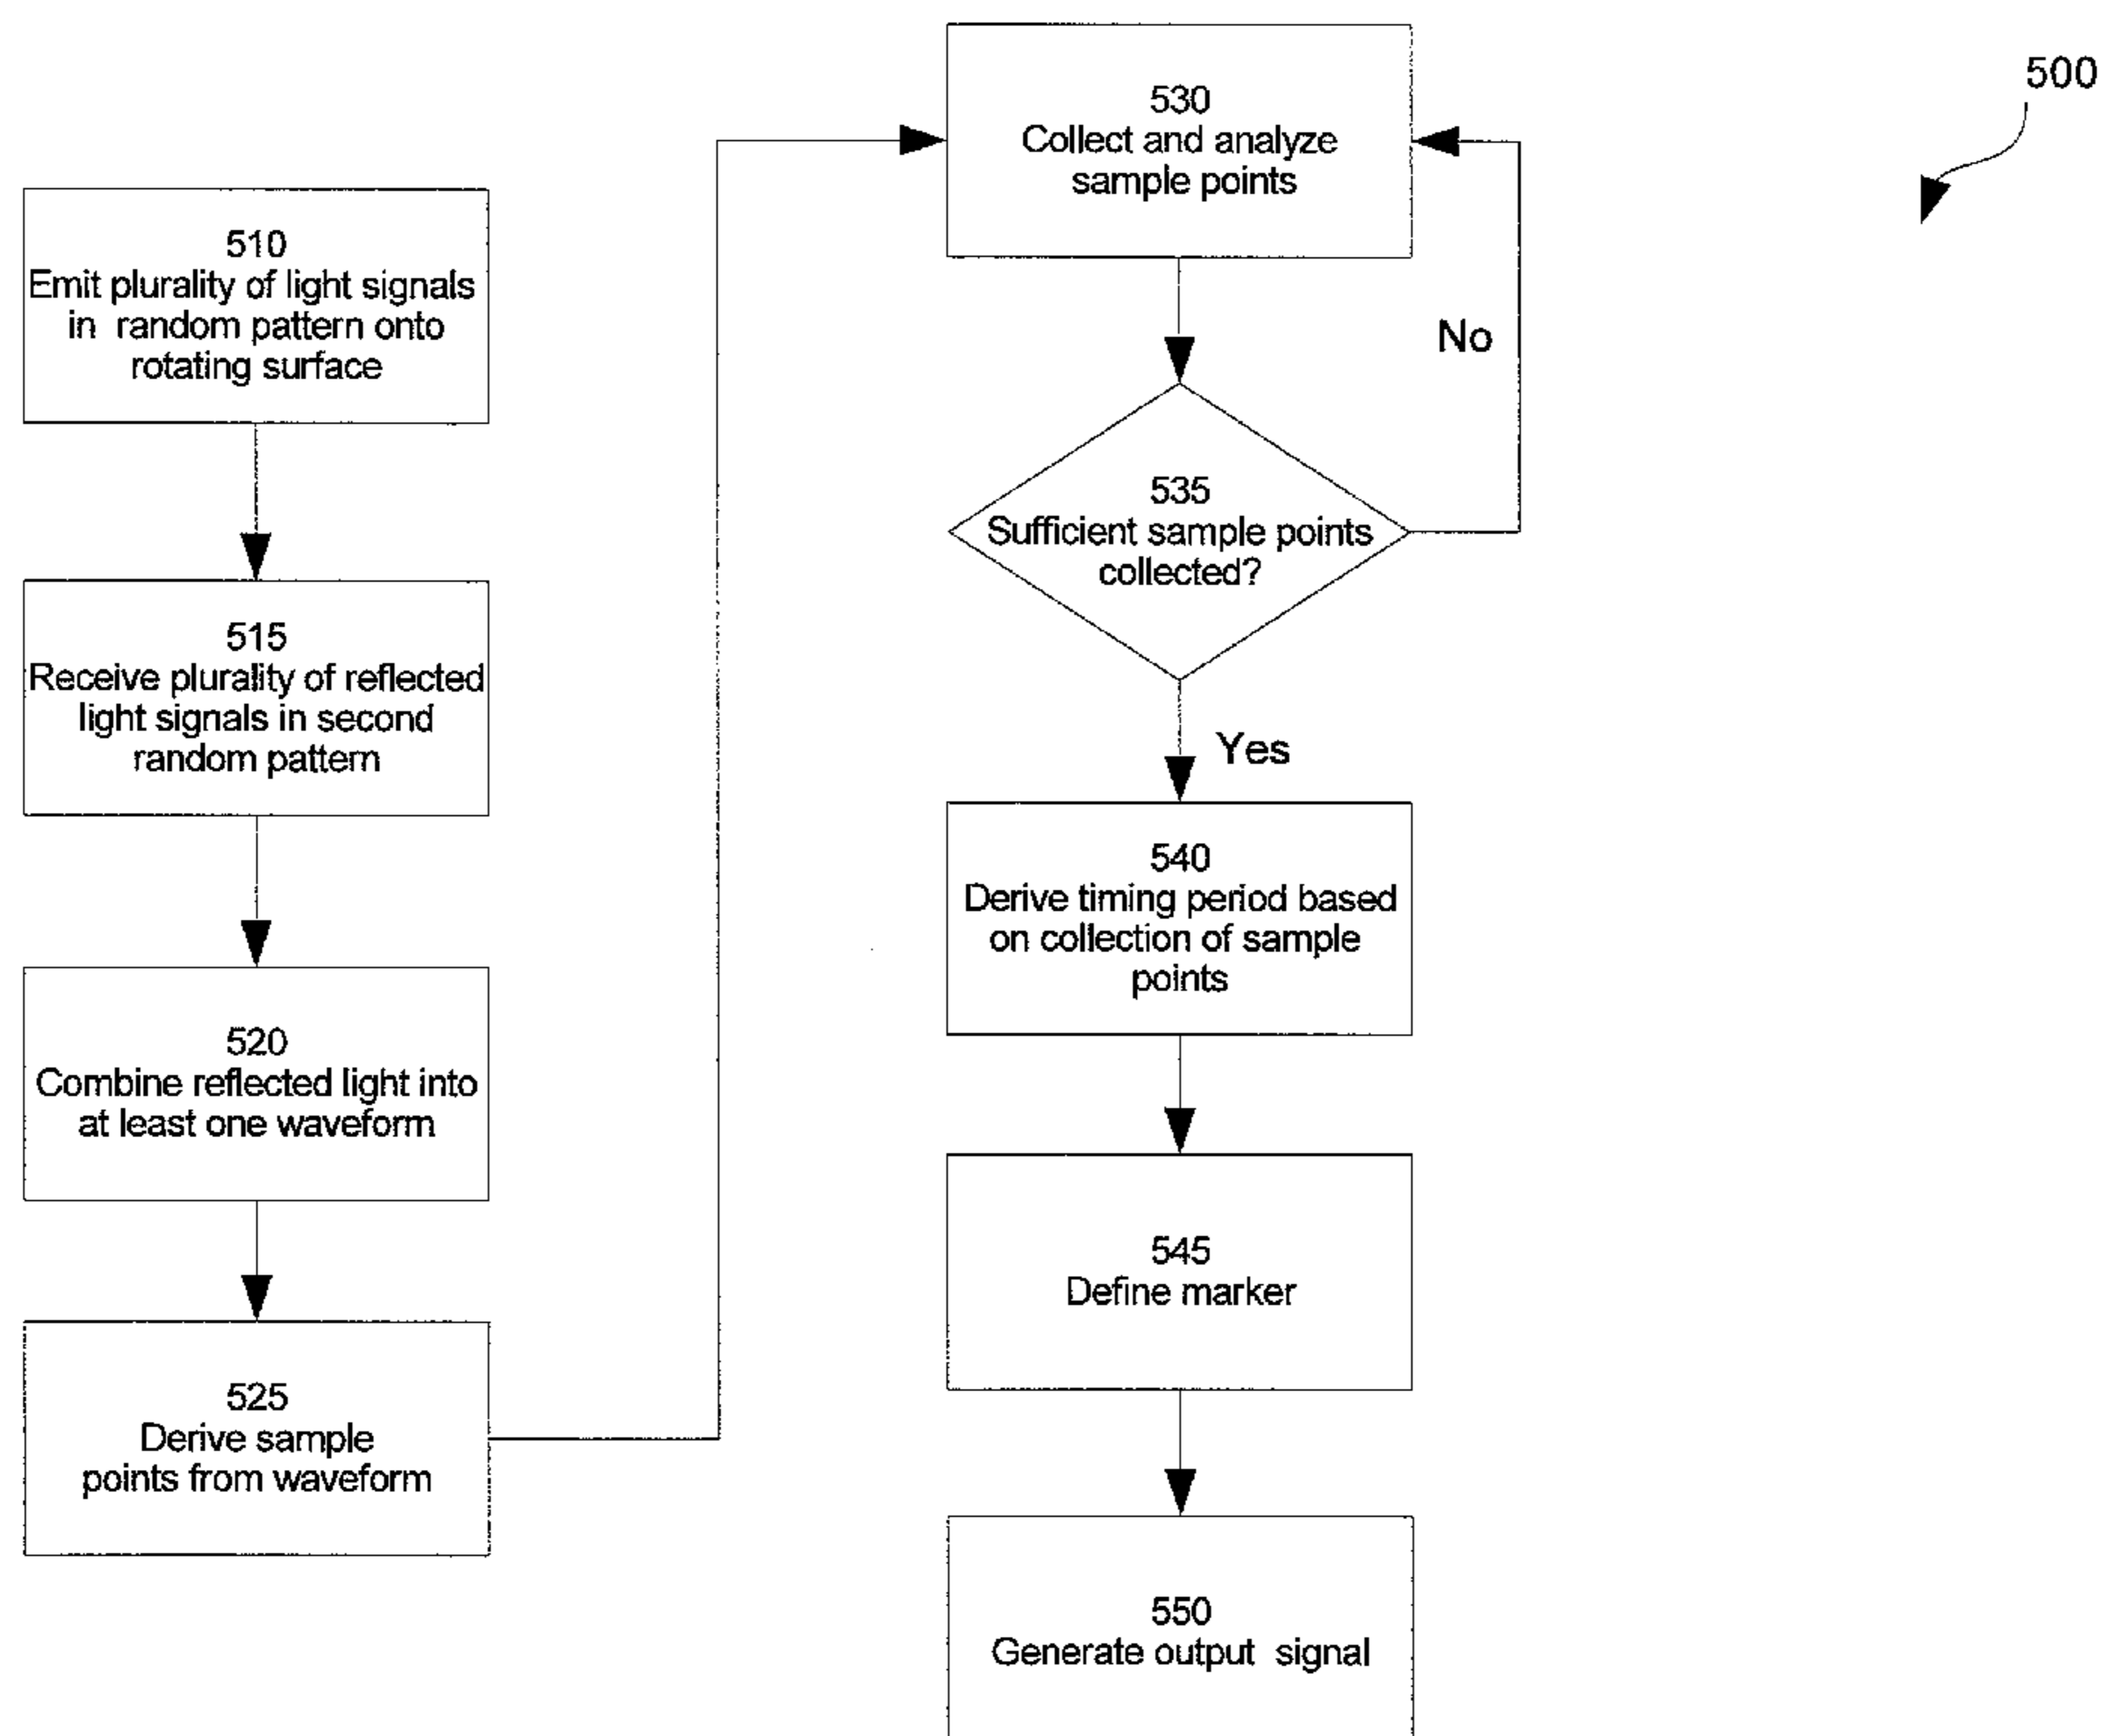 510
Emit plurality of light signals
in random pattern onto
rotating surface
515
Receive plurality of reflected
light signals in second
random pattern
520
Combine reflected light into
at least one waveform
525
Derive sample
points from waveform
530
Collect and analyze
sample points
No
535
Sufficient sample points
collected?
Yes
540
Derive timing period based
on collection of sample
points
545
Define marker
550
Generate output signal
500